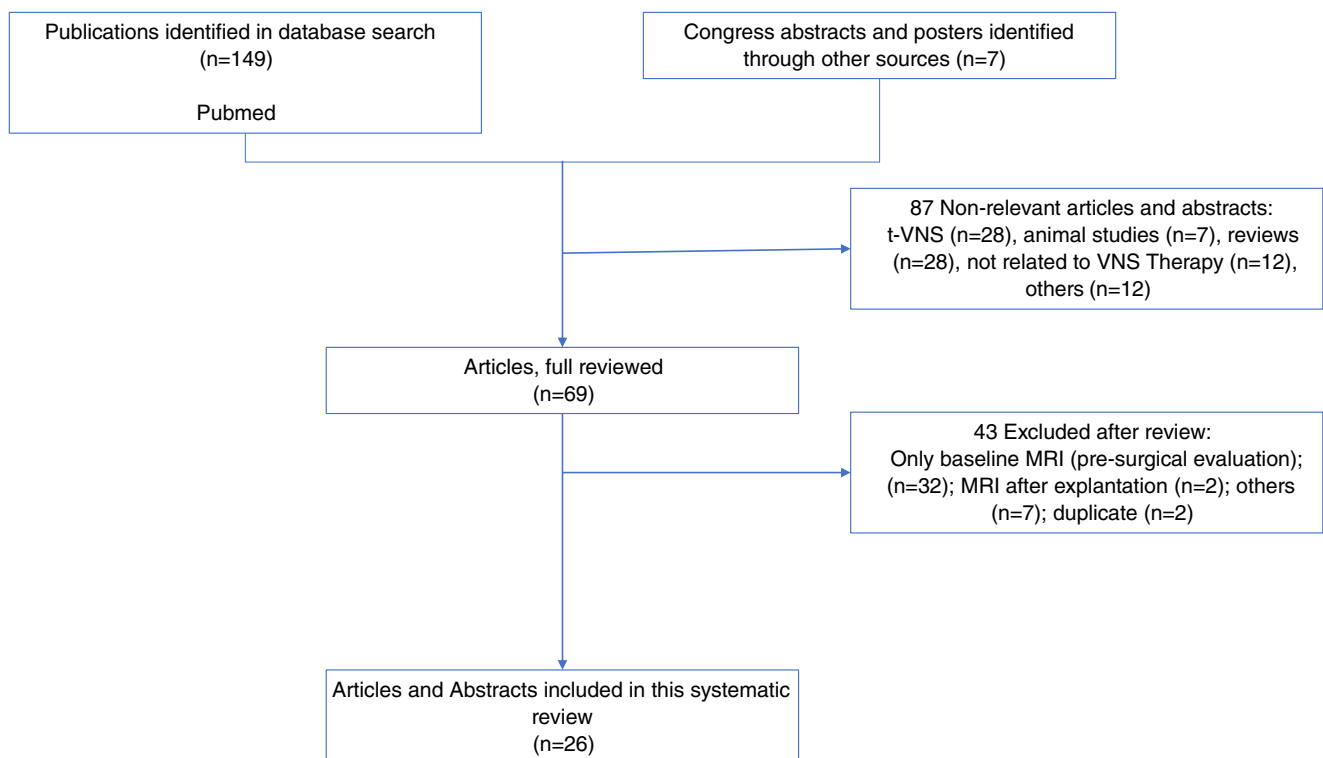 Publications identified in database search
(n=149)
Pubmed
Congress abstracts and posters identified
through other sources (n=7)
87 Non-relevant articles and abstracts:
t-VNS (n=28), animal studies (n=7), reviews
(n=28), not related to VNS Therapy (n=12),
others (n=12)
Articles, full reviewed
(n=69)
43 Excluded after review:
Only baseline MRI (pre-surgical evaluation);
(n=32); MRI after explantation (n=2); others
(n=7); duplicate (n=2)
Articles and Abstracts included in this systematic
review
(n=26)